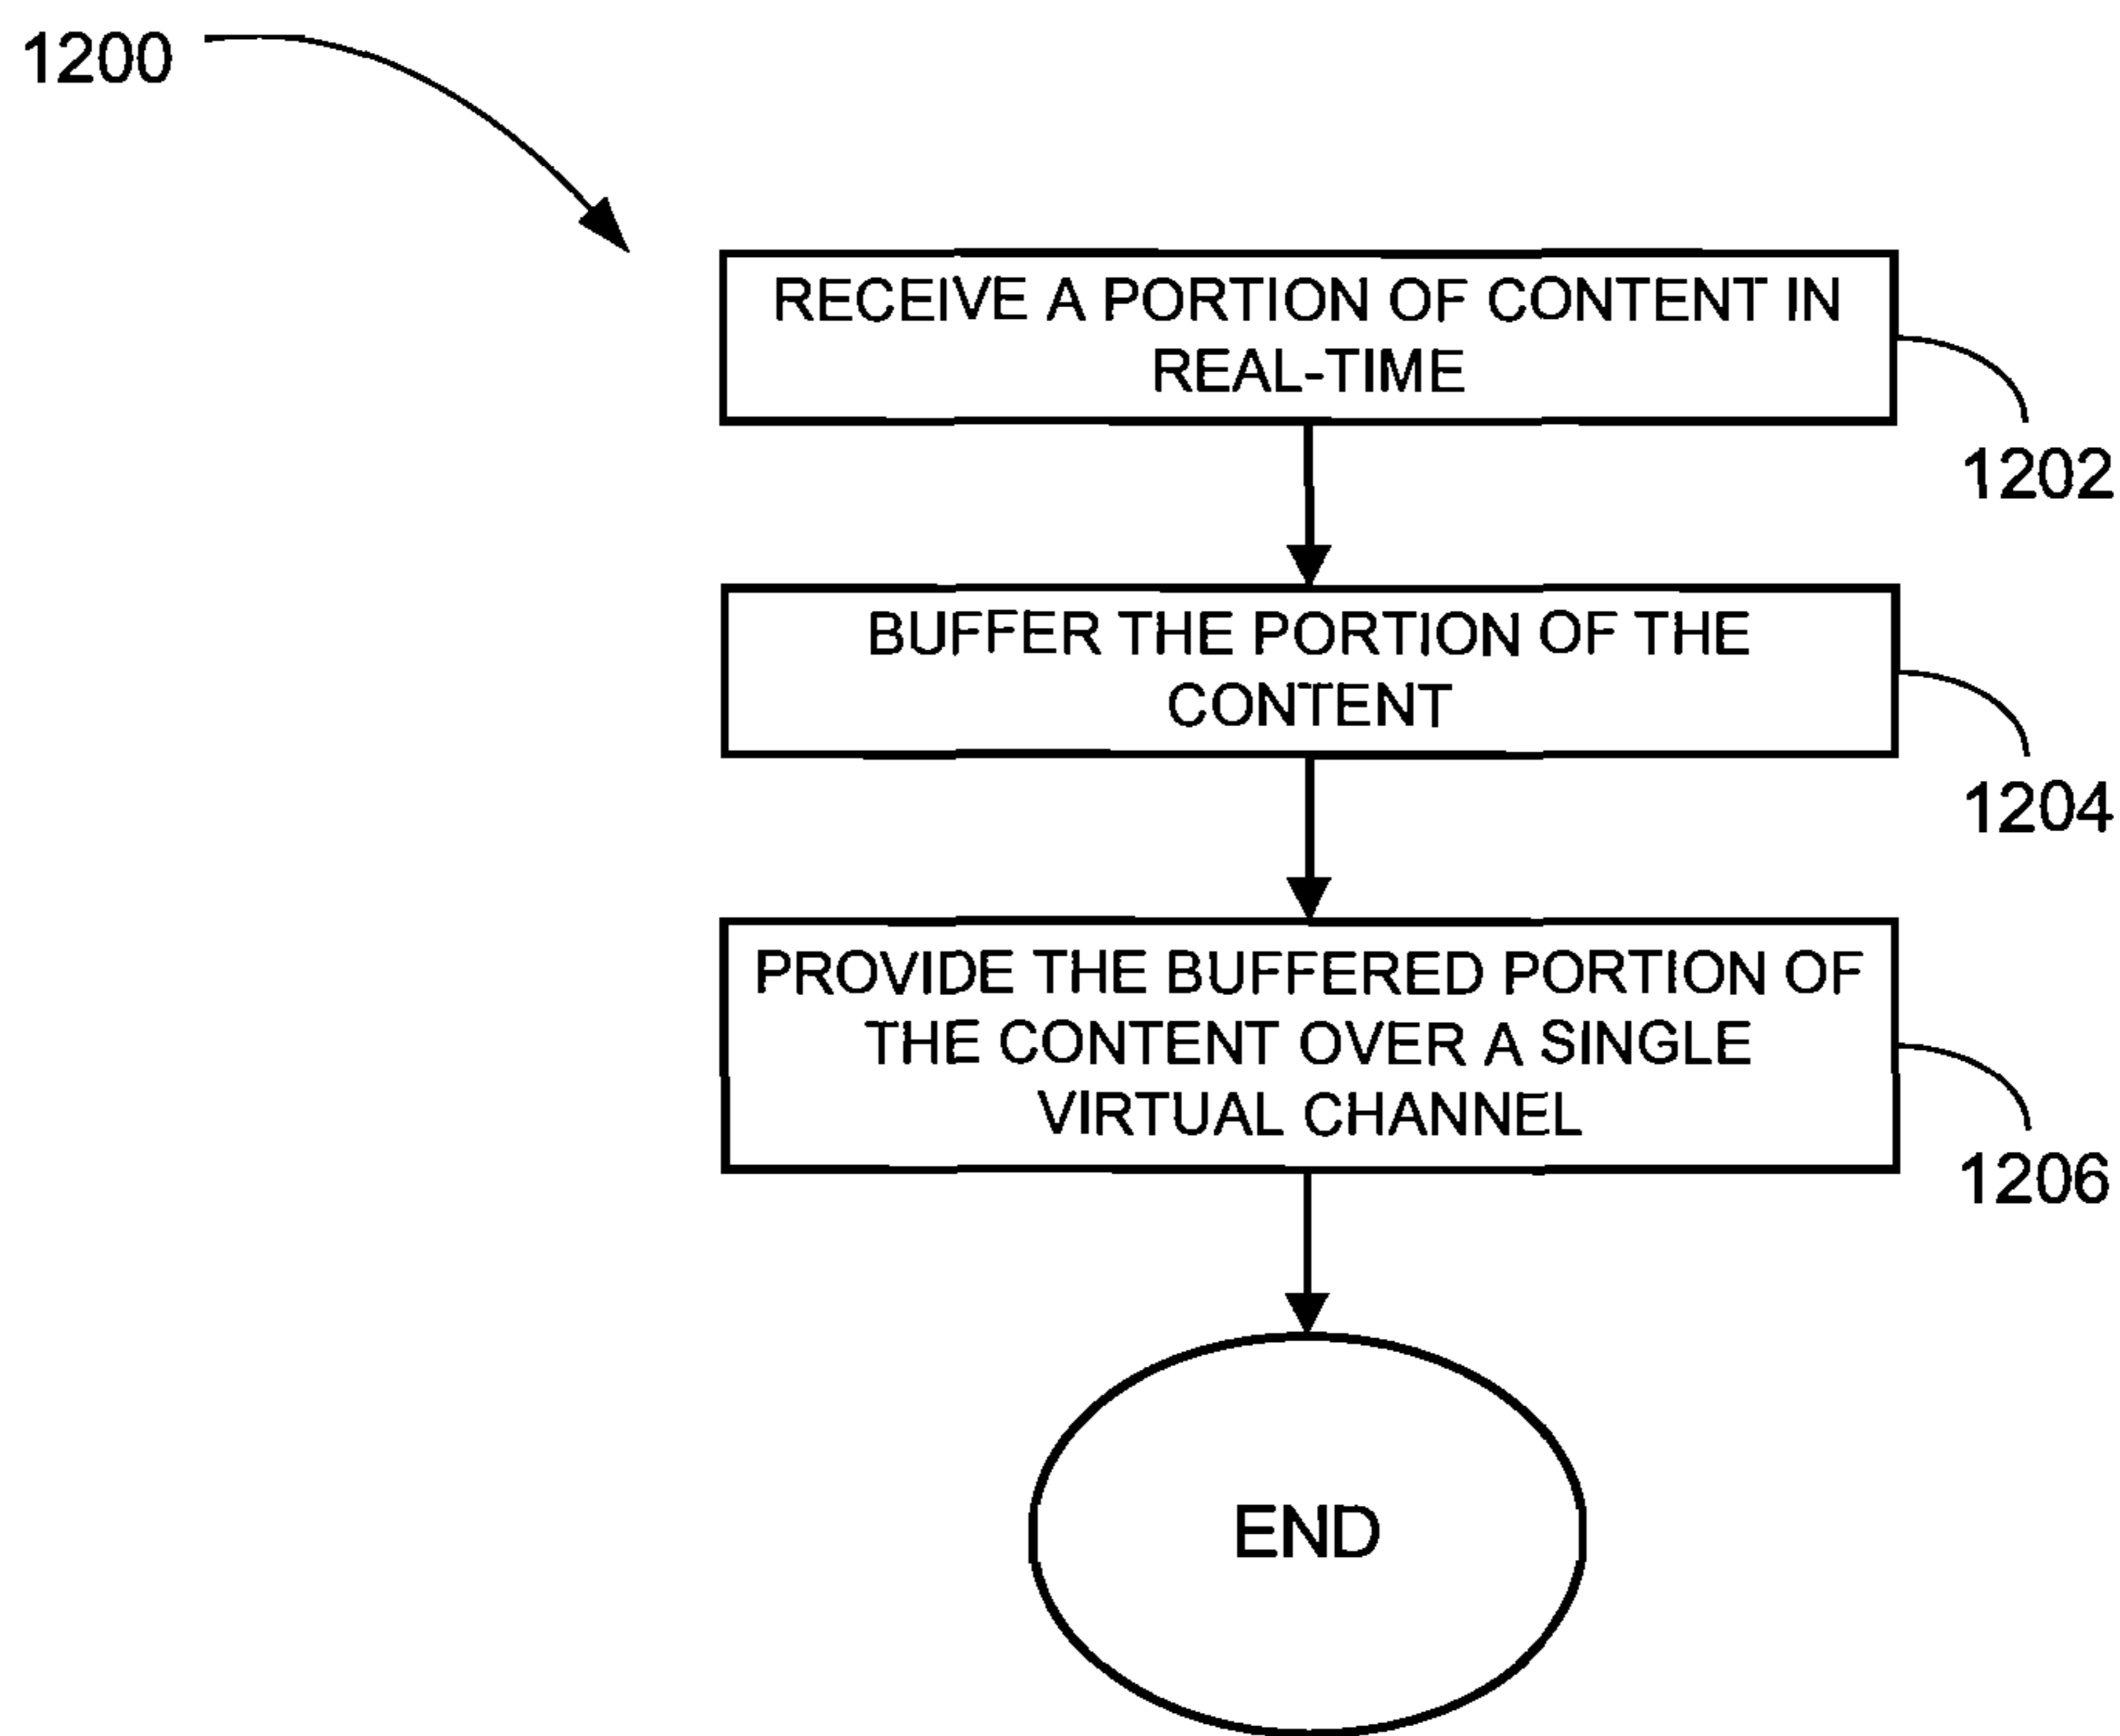 1200
RECEIVE A PORTION OF CONTENT IN
REAL-TIME
1202
BUFFER THE PORTION OF THE
CONTENT
1204
PROVIDE THE BUFFERED PORTION OF
THE CONTENT OVER A SINGLE
VIRTUAL CHANNEL
1206
END